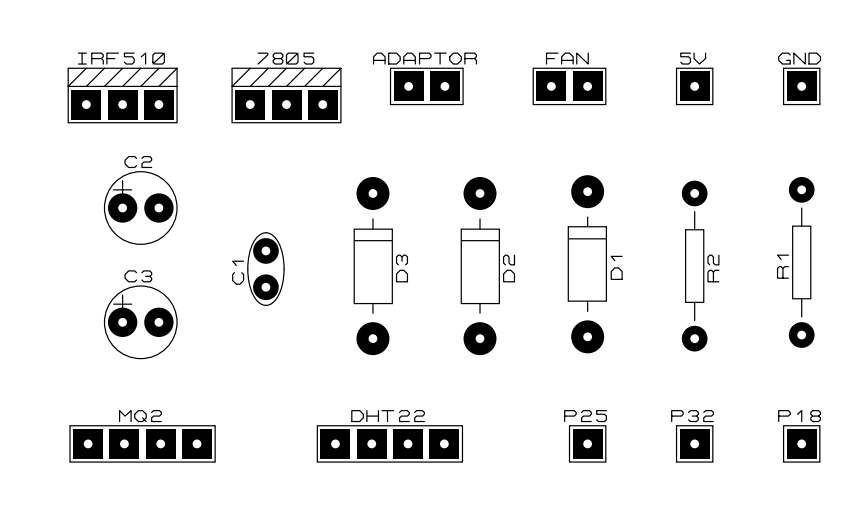 IRF510
7805
ADAPTOR
FAN
5V
GND
C2
C1
C3
D3
D2
D1
R2
R1
MQ2
DHT22
P25
P32
P18